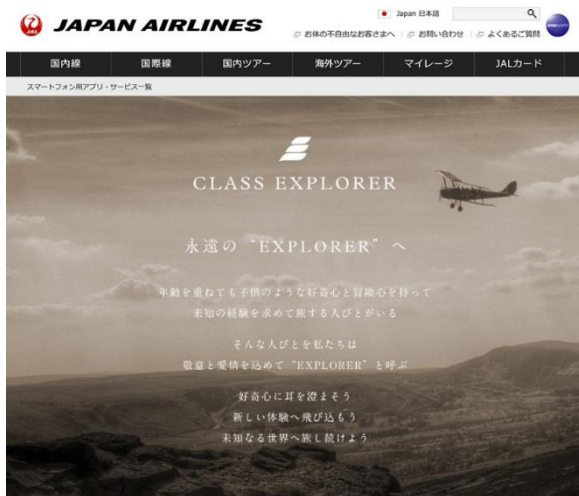 JAL
JAPAN AIRLINES
Japan 日本語
お体の不自由なお客さまへ
お問い合わせ
よくあるご質問
oneworld
国内線 国際線 国内ツアー 海外ツアー マイレージ JALカード
スマートフォン用アプリ・サービス一覧
CLASS EXPLORER
永遠の “EXPLORER” へ
年齢を重ねても子供のような好奇心と冒険心を持って
未知の経験を求めて旅する人びとがいる
そんな人びとを私たちは
敬意と愛情を込めて “EXPLORER” と呼ぶ
好奇心に耳を澄まそう
新しい体験へ飛び込もう
未知なる世界へ旅し続けよう